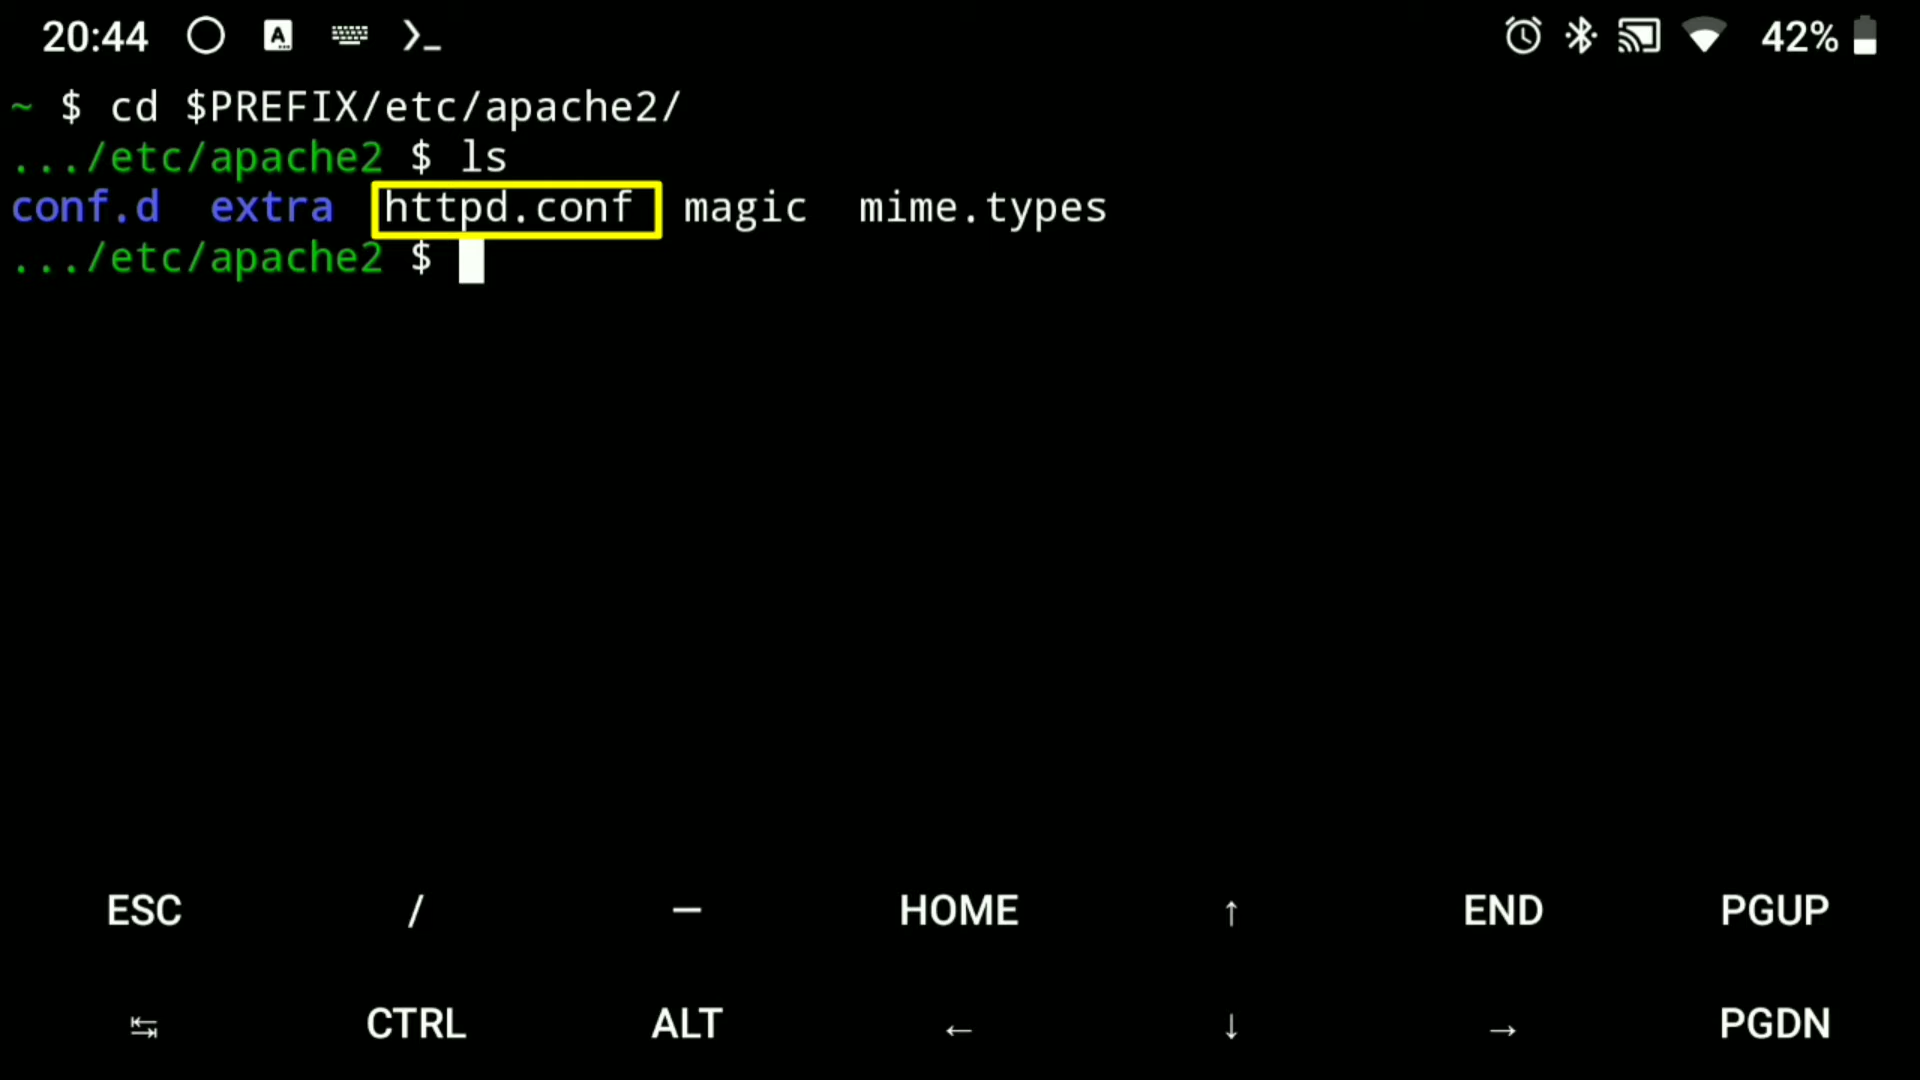 20:44 A 42%
~ $ cd $PREFIX/etc/apache2/
.../etc/apache2 $ ls
conf.d extra httpd.conf magic mime.types
.../etc/apache2 $
ESC / — HOME ↑ END PGUP
↹ CTRL ALT ← ↓ → PGDN